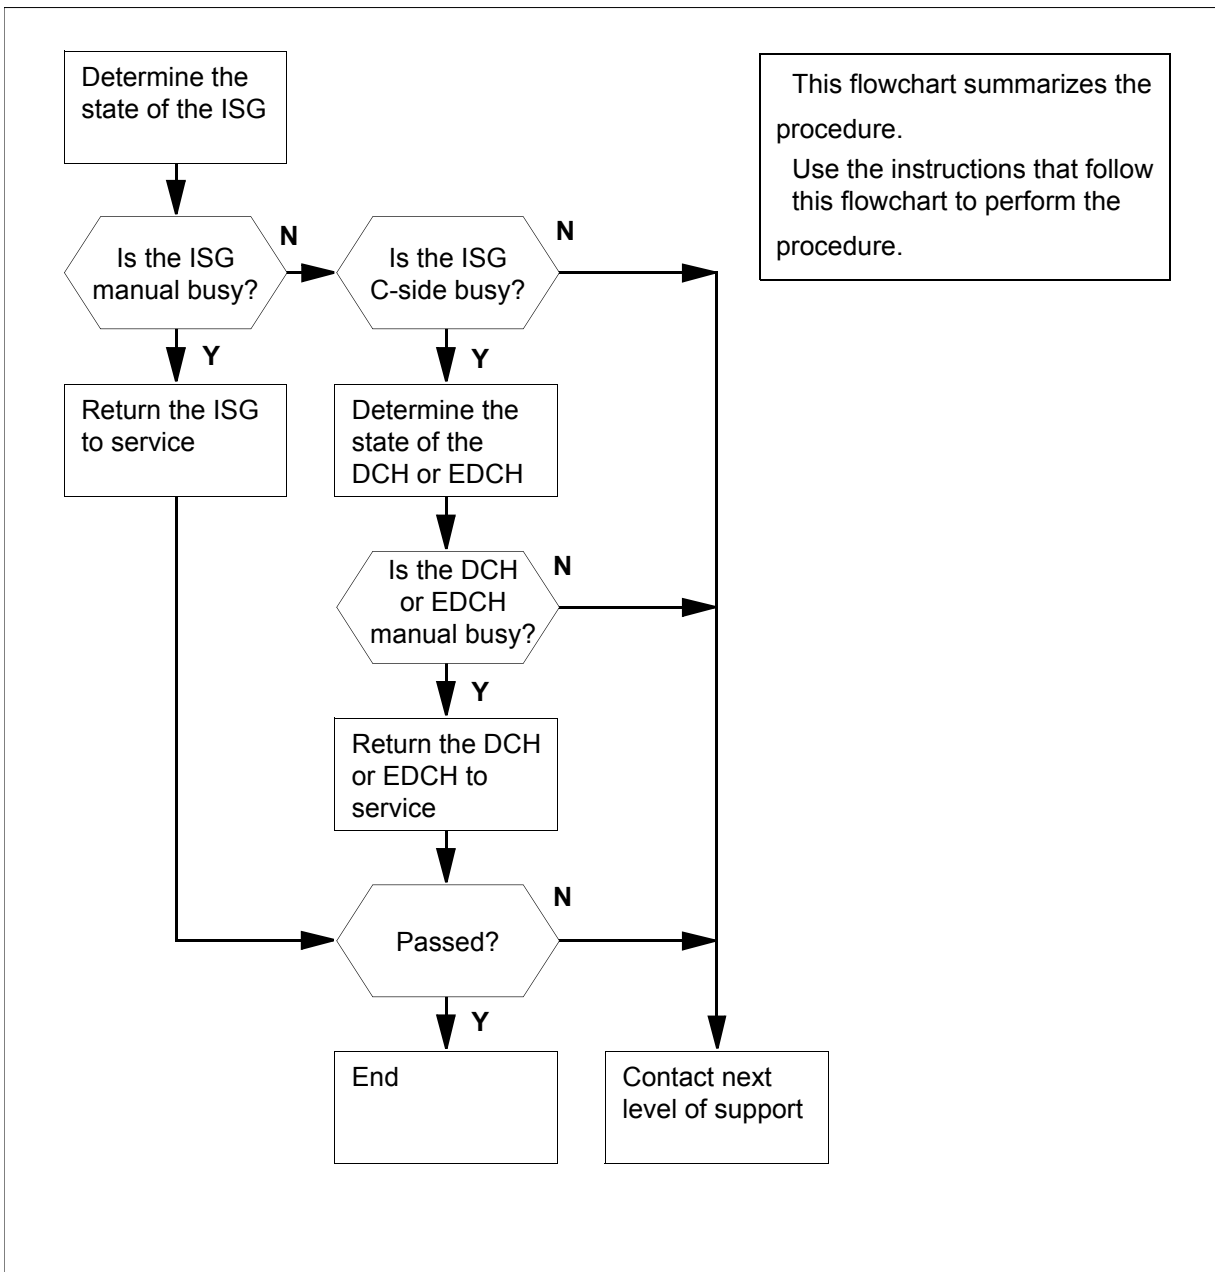 Determine the
state of the ISG
This flowchart summarizes the
procedure.
Use the instructions that follow
this flowchart to perform the
procedure.
Is the ISG
manual busy?
N
Is the ISG
C-side busy?
N
Y
Y
Return the ISG
to service
Determine the
state of the
DCH or EDCH
Is the DCH
or EDCH
manual busy?
N
Y
Return the DCH
or EDCH to
service
Passed?
N
Y
End
Contact next
level of support